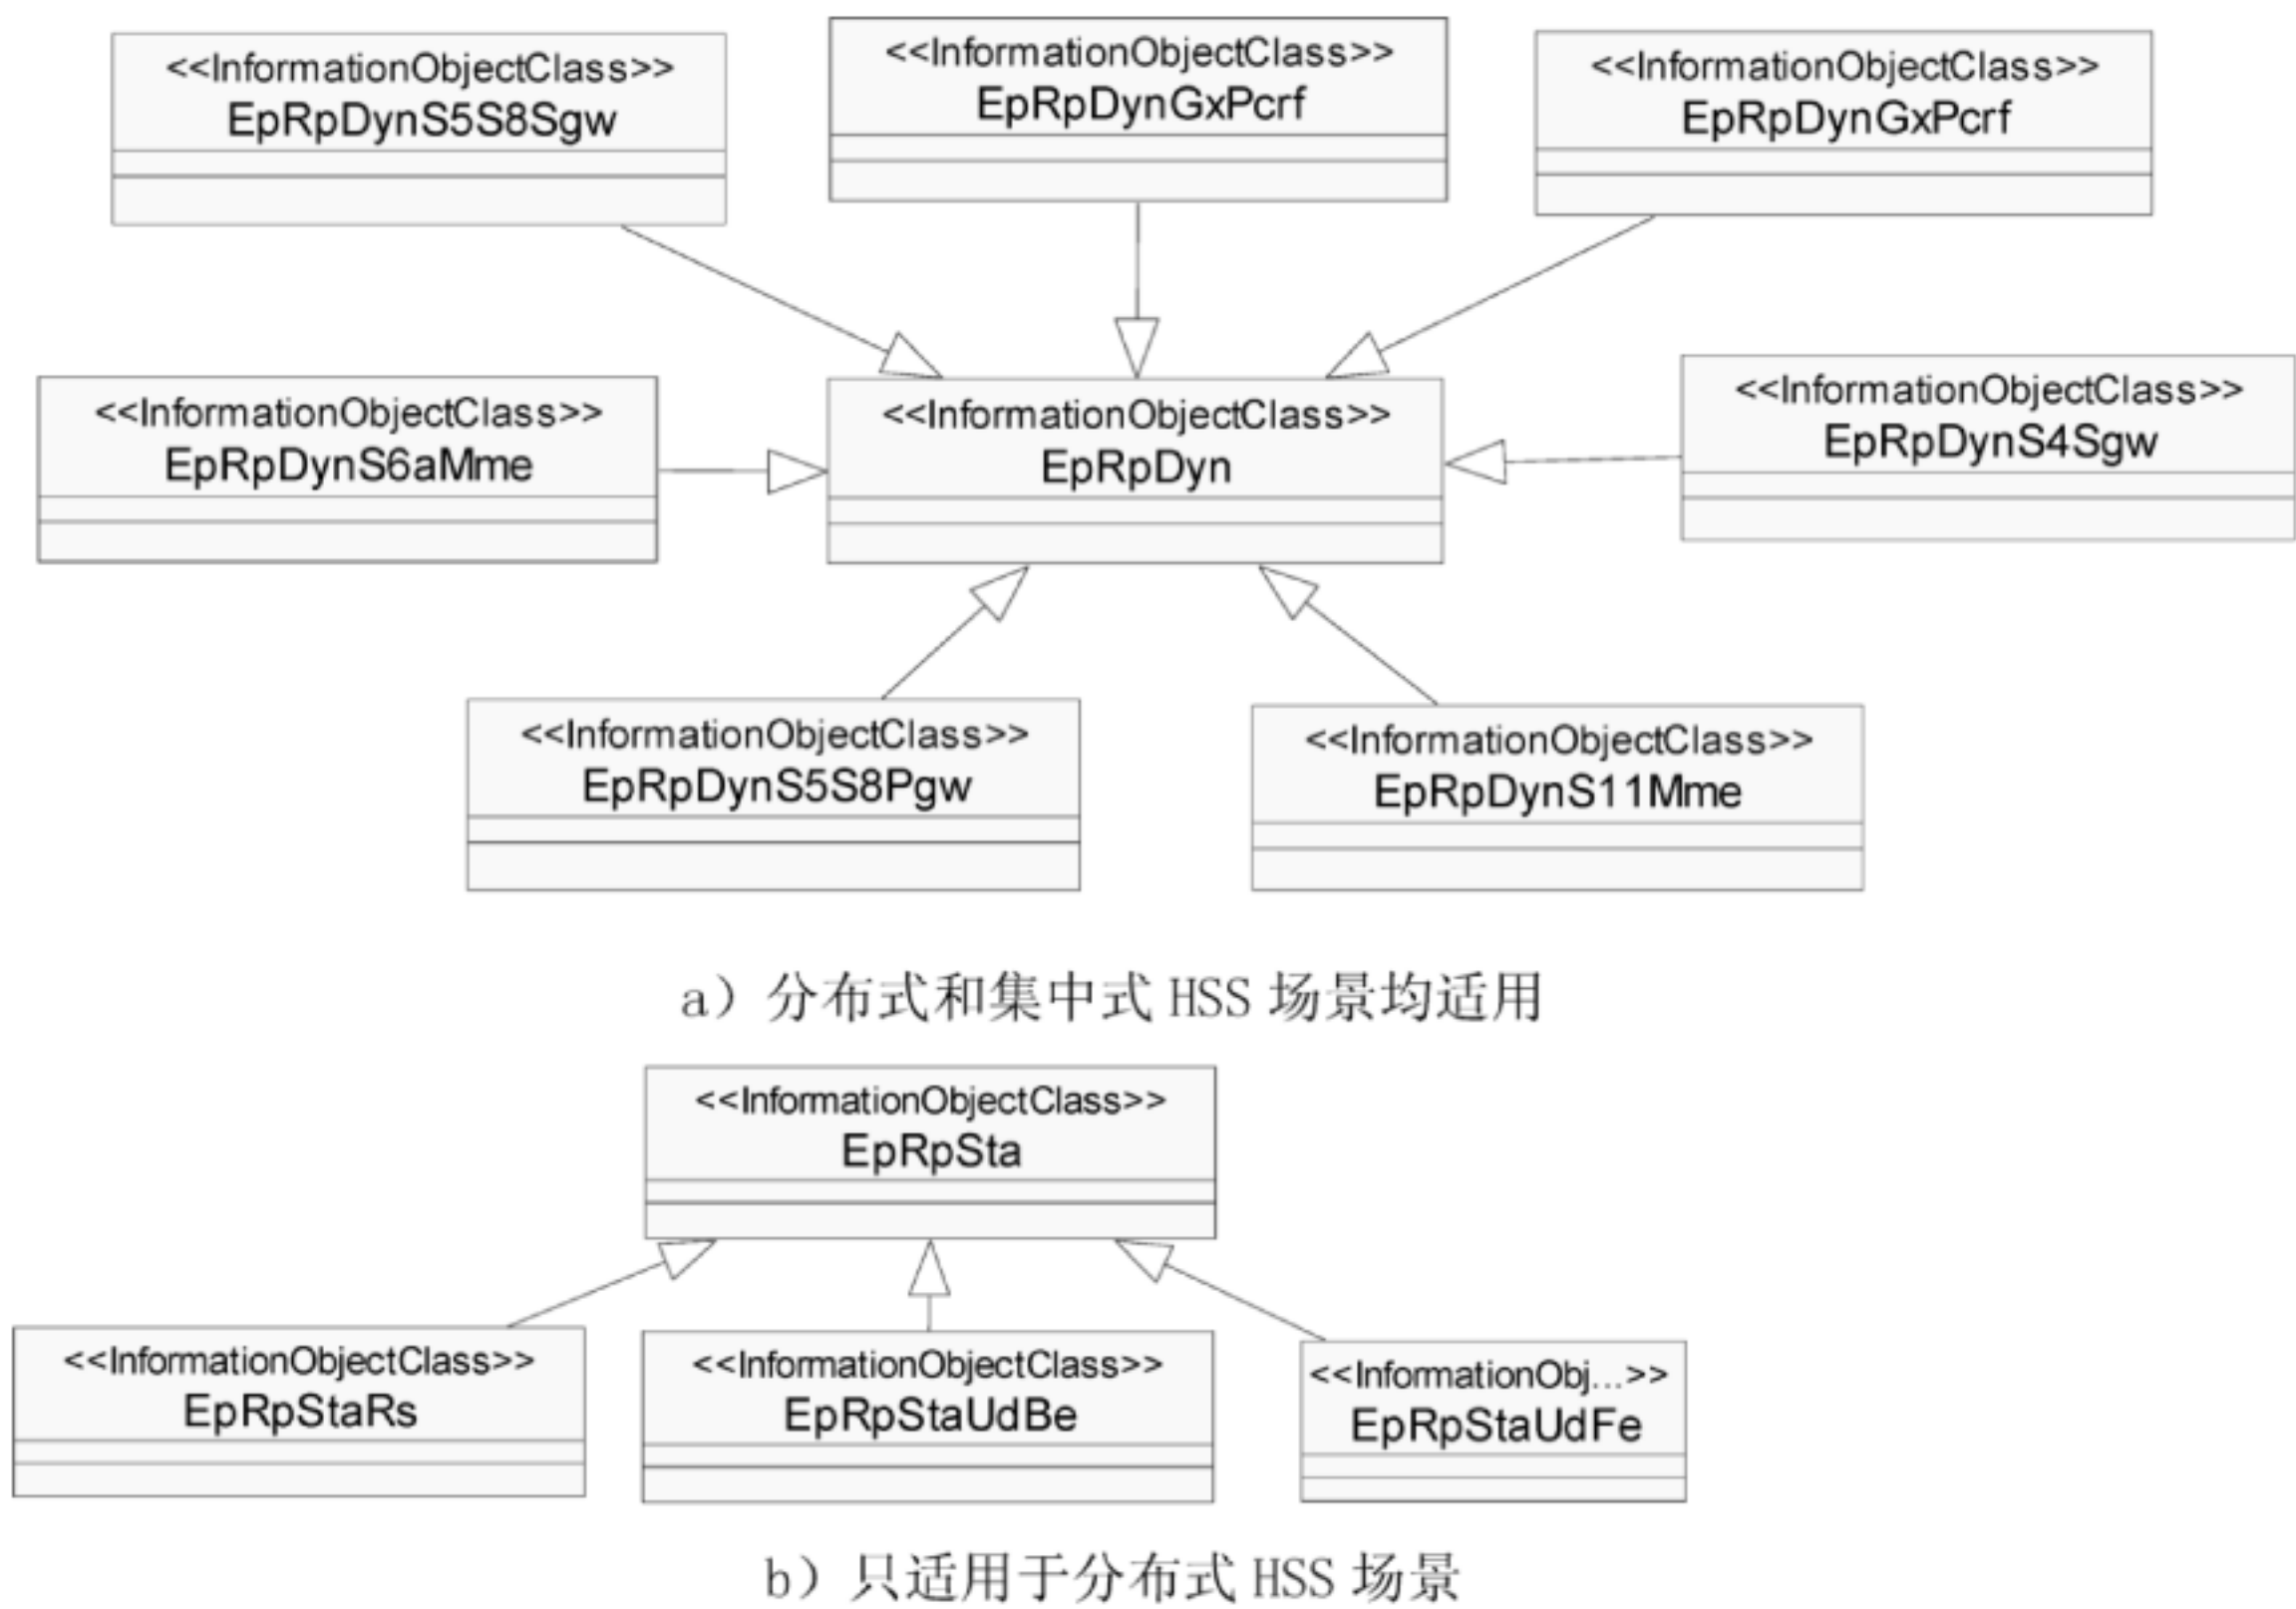 <<InformationObjectClass>>
EpRpDynS5S8Sgw
<<InformationObjectClass>>
EpRpDynGxPcrf
<<InformationObjectClass>>
EpRpDynGxPcrf
<<InformationObjectClass>>
EpRpDynS6aMme
<<InformationObjectClass>>
EpRpDyn
<<InformationObjectClass>>
EpRpDynS4Sgw
<<InformationObjectClass>>
EpRpDynS5S8Pgw
<<InformationObjectClass>>
EpRpDynS11Mme
a）分布式和集中式 HSS 场景均适用
<<InformationObjectClass>>
EpRpSta
<<InformationObjectClass>>
EpRpStaRs
<<InformationObjectClass>>
EpRpStaUdBe
<<InformationObj...>>
EpRpStaUdFe
b）只适用于分布式 HSS 场景